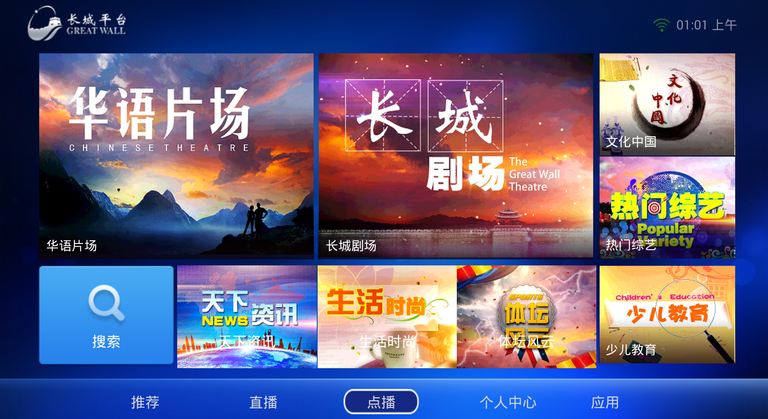 长城平台
GREAT WALL
01:01 上午
华语片场
CHINESE THEATRE
华语片场
长城
剧场
The
Great Wall
Theatre
长城剧场
文化
中國
文化中国
热门综艺
Popular
Variety
热门综艺
搜索
天下
NEWS 资讯
天下资讯
生活时尚
生活时尚
SPORTS
体坛
风云
体坛风云
Children's Education
少儿教育
少儿教育
推荐
直播
点播
个人中心
应用